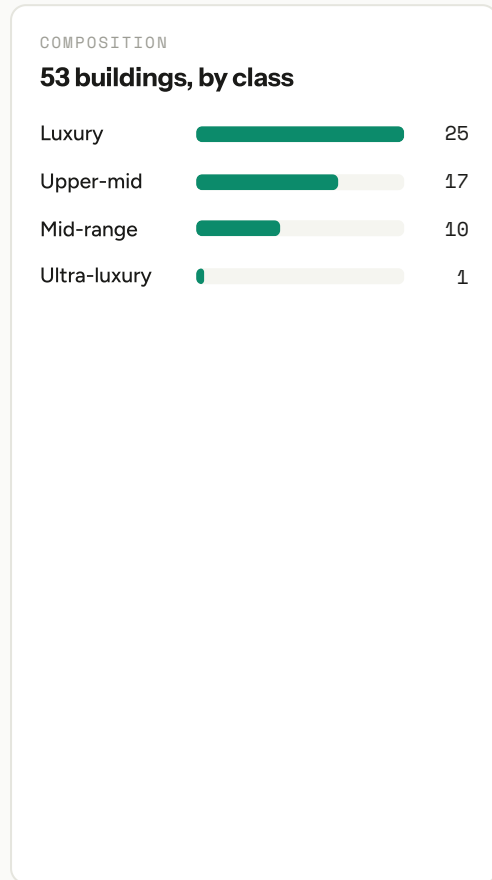 COMPOSITION
53 buildings, by class
Luxury 25
Upper-mid 17
Mid-range 10
Ultra-luxury 1